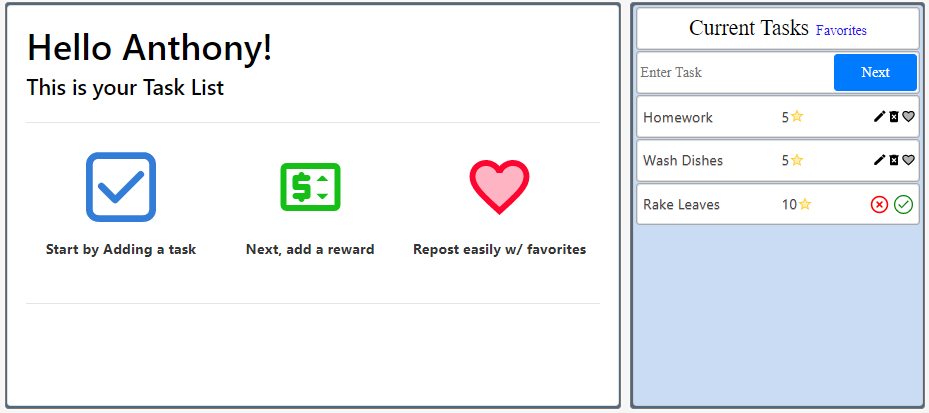 Hello Anthony!
This is your Task List
Start by Adding a task
Next, add a reward
Repost easily w/ favorites
Current Tasks Favorites
Enter Task Next
Homework 5
Wash Dishes 5
Rake Leaves 10